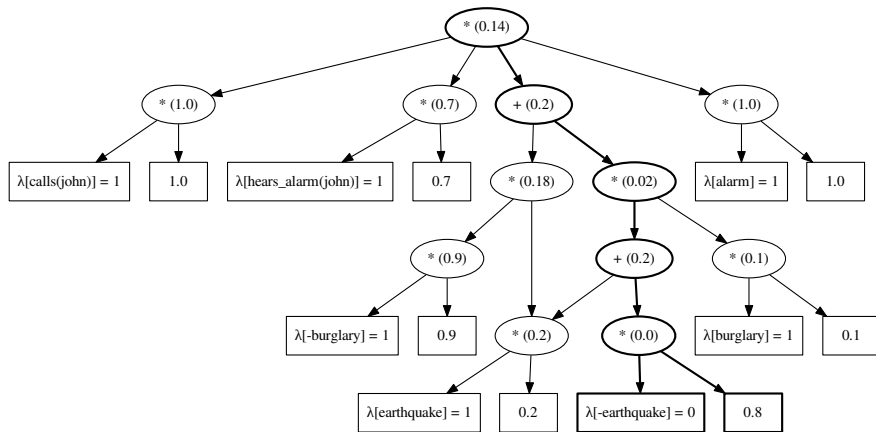 * (0.14)
* (1.0)
* (0.7)
+ (0.2)
* (1.0)
λ[calls(john)] = 1
1.0
λ[hears_alarm(john)] = 1
0.7
* (0.18)
* (0.02)
λ[alarm] = 1
1.0
* (0.9)
+ (0.2)
* (0.1)
λ[-burglary] = 1
0.9
* (0.2)
* (0.0)
λ[burglary] = 1
0.1
λ[earthquake] = 1
0.2
λ[-earthquake] = 0
0.8